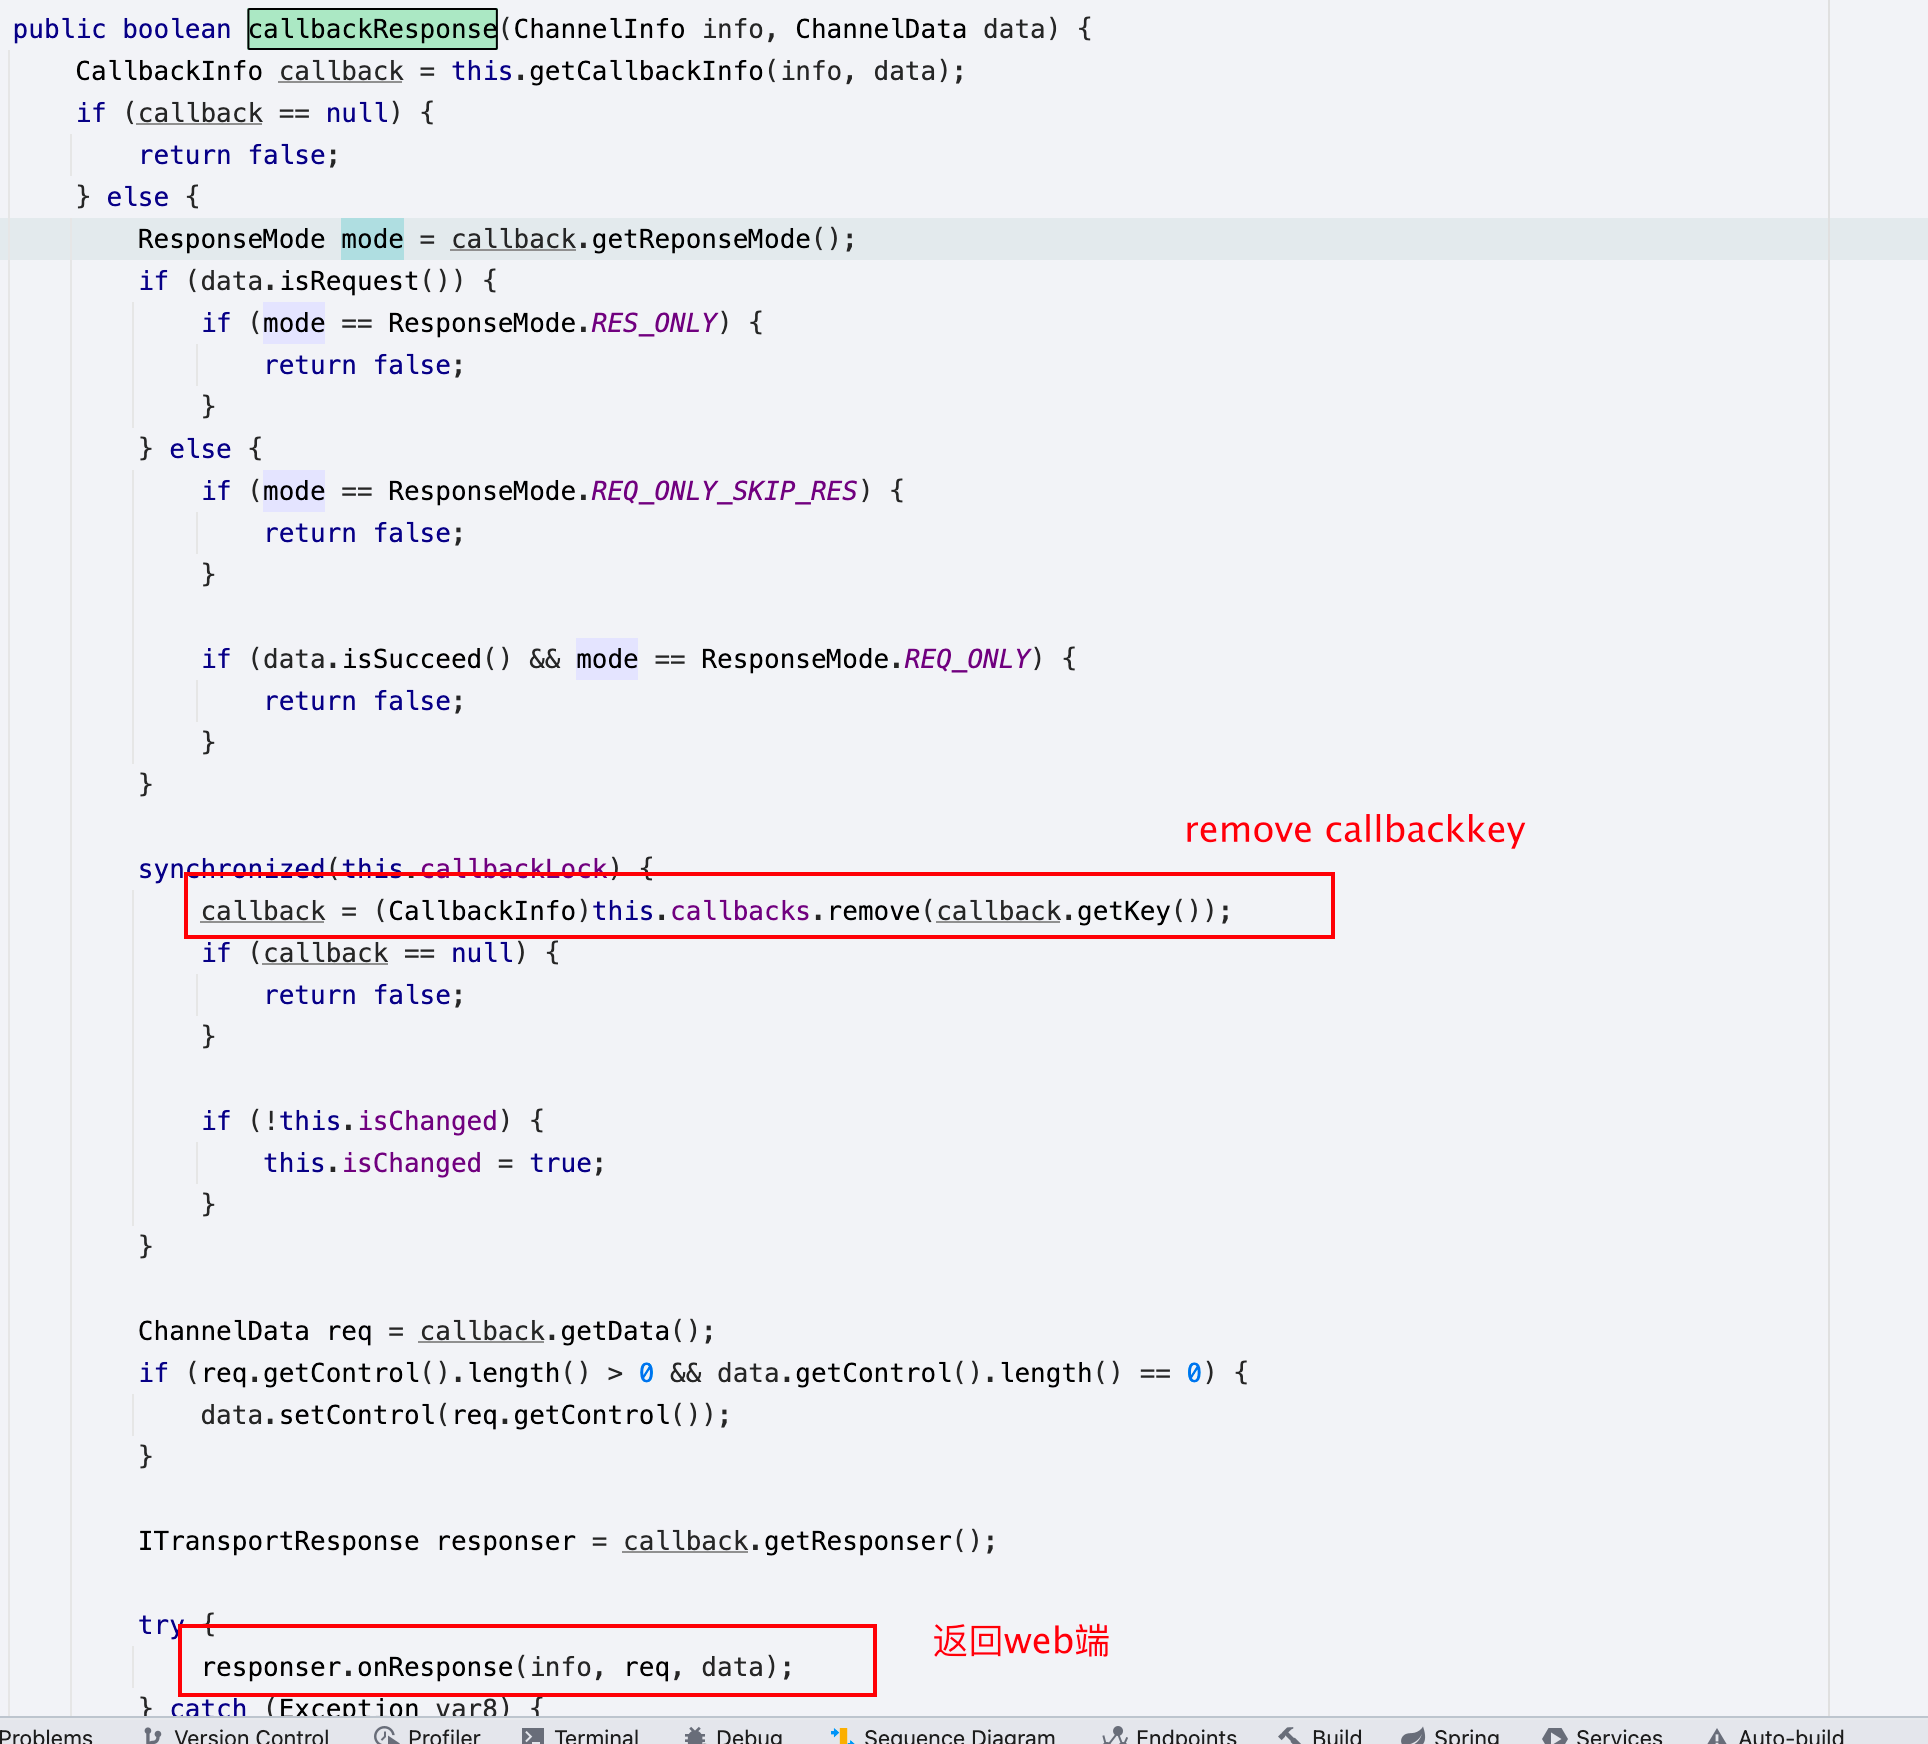 public boolean callbackResponse(ChannelInfo info, ChannelData data) {
    CallbackInfo callback = this.getCallbackInfo(info, data);
    if (callback == null) {
        return false;
    } else {
        ResponseMode mode = callback.getReponseMode();
        if (data.isRequest()) {
            if (mode == ResponseMode.RES_ONLY) {
                return false;
            }
        } else {
            if (mode == ResponseMode.REQ_ONLY_SKIP_RES) {
                return false;
            }

            if (data.isSucceed() && mode == ResponseMode.REQ_ONLY) {
                return false;
            }
        }

remove callbackkey
        synchronized(this.callbackLock) {
            callback = (CallbackInfo)this.callbacks.remove(callback.getKey());
            if (callback == null) {
                return false;
            }

            if (!this.isChanged) {
                this.isChanged = true;
            }
        }

        ChannelData req = callback.getData();
        if (req.getControl().length() > 0 && data.getControl().length() == 0) {
            data.setControl(req.getControl());
        }

        ITransportResponse responser = callback.getResponser();

        try {
返回web端
            responser.onResponse(info, req, data);
        } catch (Exception var8) {
Problems Version Control Profiler Terminal Debug Sequence Diagram Endpoints Build Spring Services Auto-build